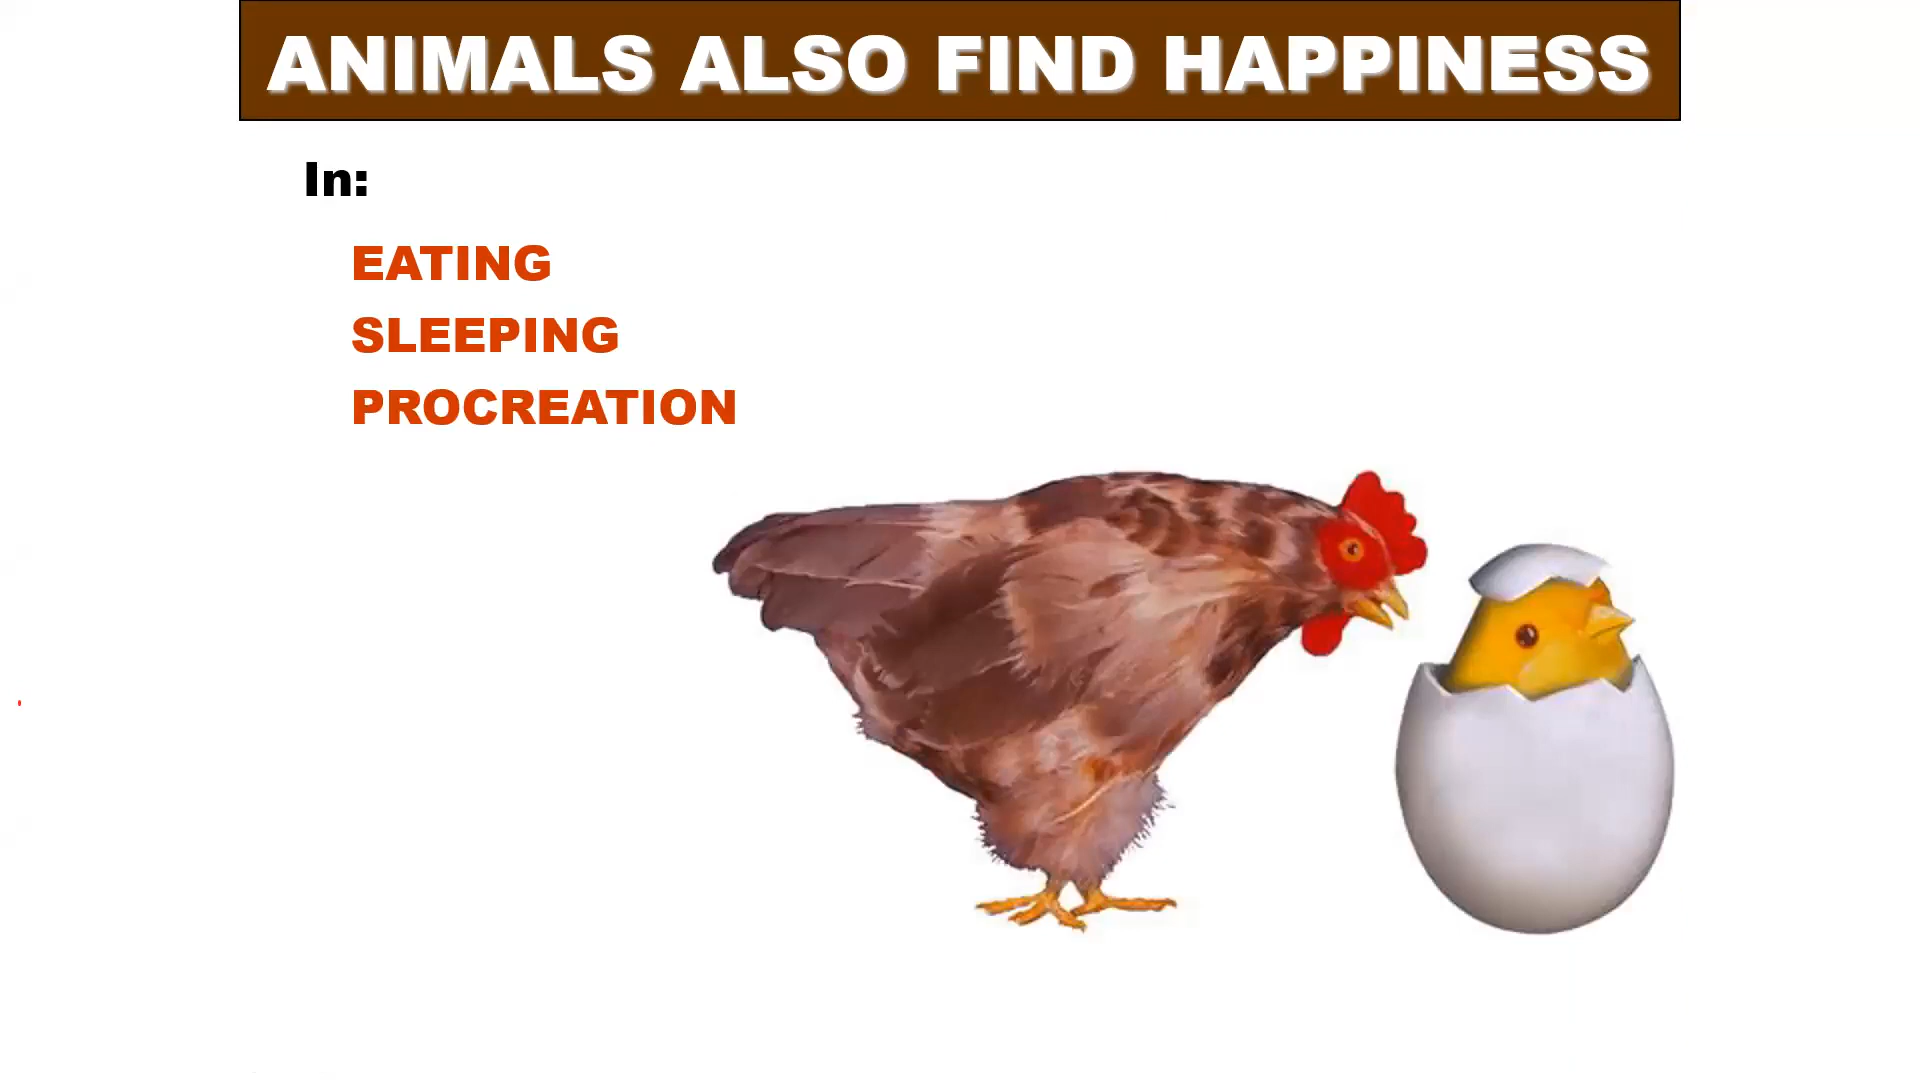 ANIMALS ALSO FIND HAPPINESS
In:
EATING
SLEEPING
PROCREATION